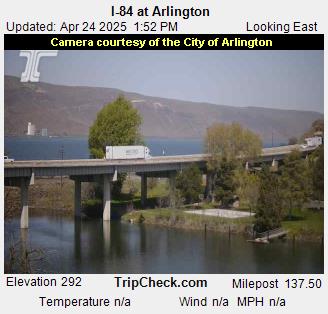 I-84 at Arlington
Updated: Apr 24 2025 1:52 PM Looking East
Camera courtesy of the City of Arlington
Elevation 292 TripCheck.com Milepost 137.50
Temperature n/a Wind n/a MPH n/a